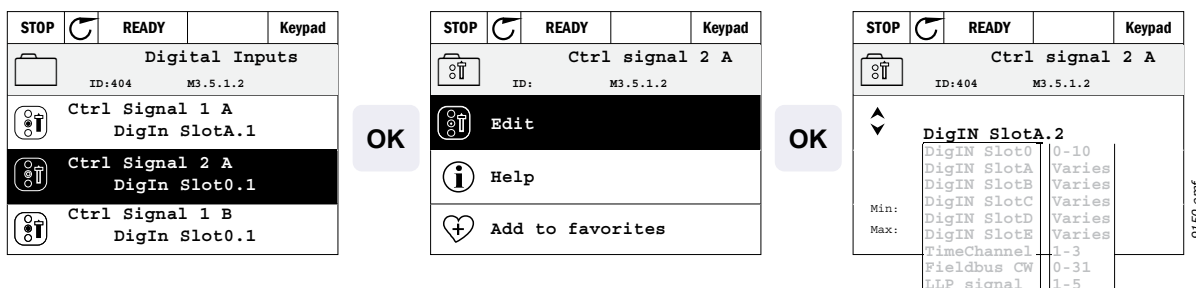 STOP READY Keypad
Digital Inputs
ID:404 M3.5.1.2
Ctrl Signal 1 A
DigIn SlotA.1
Ctrl Signal 2 A
DigIn Slot0.1
Ctrl Signal 1 B
DigIn Slot0.1
OK
STOP READY Keypad
Ctrl signal 2 A
ID: M3.5.1.2
Edit
Help
Add to favorites
OK
STOP READY Keypad
Ctrl signal 2 A
ID:404 M3.5.1.2
DigIN SlotA.2
DigIN Slot0 0-10
DigIN SlotA Varies
DigIN SlotB Varies
DigIN SlotC Varies
Min:
DigIN SlotD Varies
Max:
DigIN SlotE Varies
TimeChannel 1-3
Fieldbus CW 0-31
LLP signal 1-5